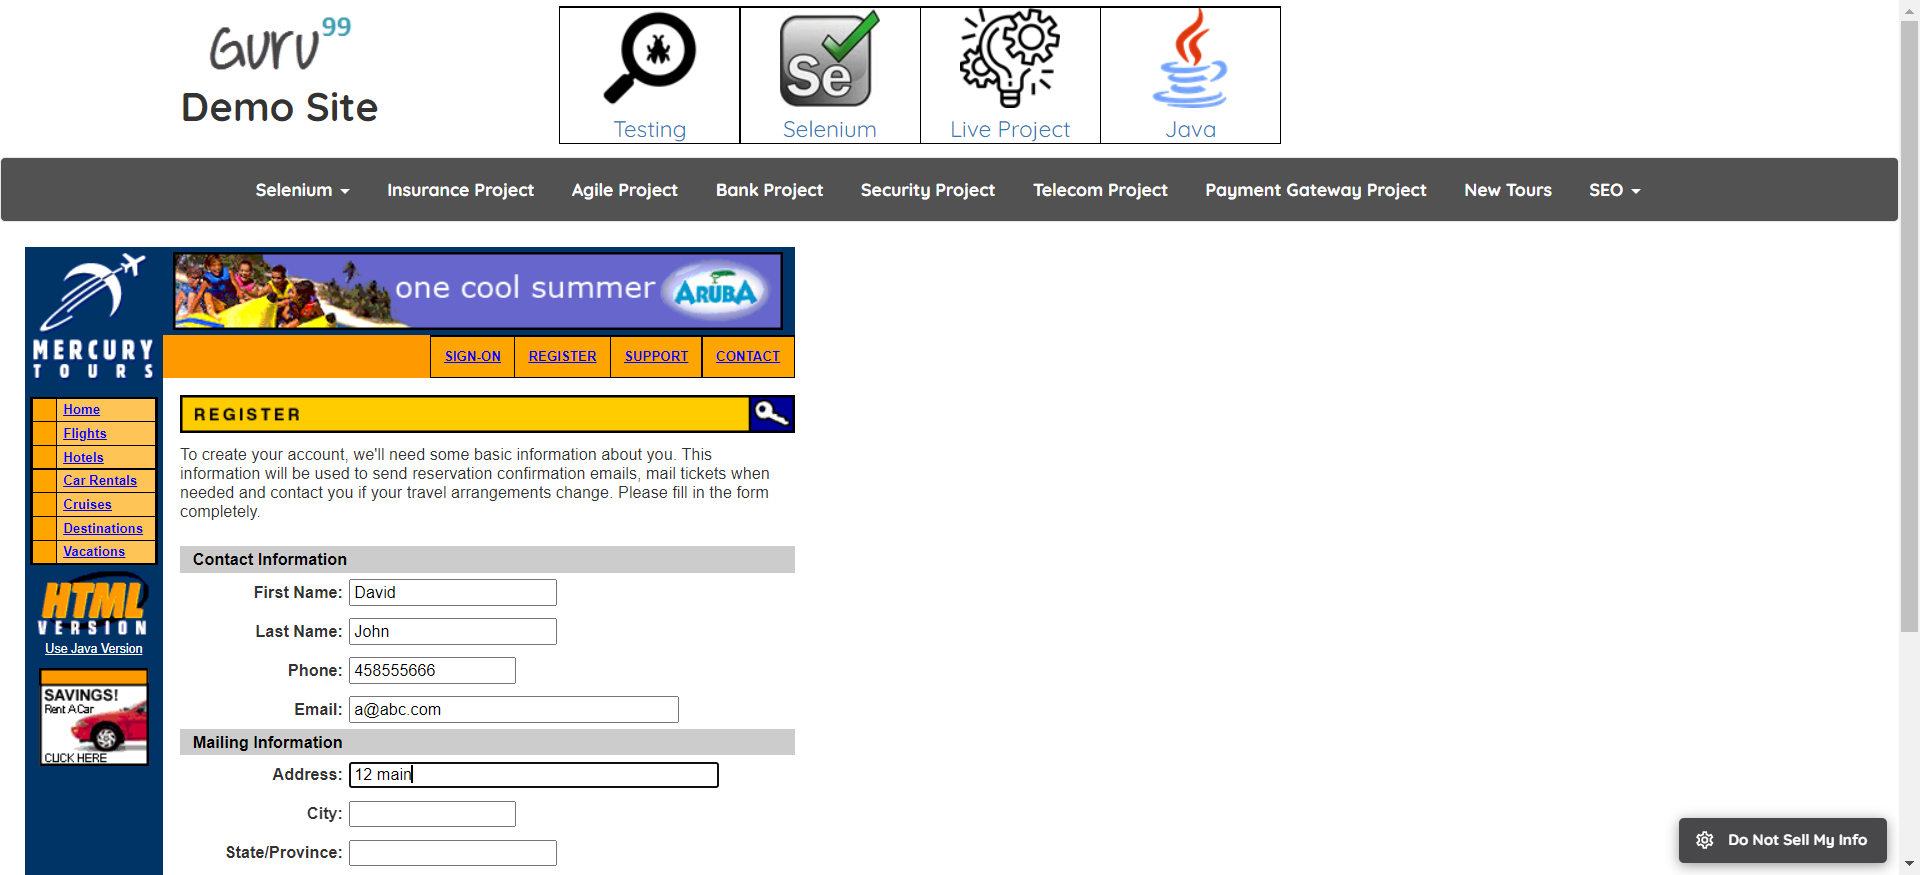 Guru99
Demo Site
Testing
Selenium
Live Project
Java
Selenium
Insurance Project
Agile Project
Bank Project
Security Project
Telecom Project
Payment Gateway Project
New Tours
SEO
MERCURY
TOURS
one cool summer
ARUBA
SIGN-ON
REGISTER
SUPPORT
CONTACT
Home
Flights
Hotels
Car Rentals
Cruises
Destinations
Vacations
HTML
VERSION
Use Java Version
SAVINGS!
Rent A Car
CLICK HERE
REGISTER
To create your account, we'll need some basic information about you. This
information will be used to send reservation confirmation emails, mail tickets when
needed and contact you if your travel arrangements change. Please fill in the form
completely.
Contact Information
First Name: David
Last Name: John
Phone: 458555666
Email: a@abc.com
Mailing Information
Address: 12 main
City:
State/Province:
Do Not Sell My Info